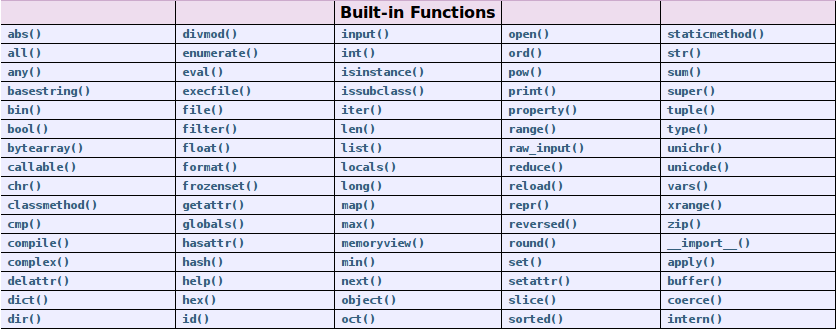 Built-in Functions
abs() divmod() input() open() staticmethod()
all() enumerate() int() ord() str()
any() eval() isinstance() pow() sum()
basestring() execfile() issubclass() print() super()
bin() file() iter() property() tuple()
bool() filter() len() range() type()
bytearray() float() list() raw_input() unichr()
callable() format() locals() reduce() unicode()
chr() frozenset() long() reload() vars()
classmethod() getattr() map() repr() xrange()
cmp() globals() max() reversed() zip()
compile() hasattr() memoryview() round() __import__()
complex() hash() min() set() apply()
delattr() help() next() setattr() buffer()
dict() hex() object() slice() coerce()
dir() id() oct() sorted() intern()